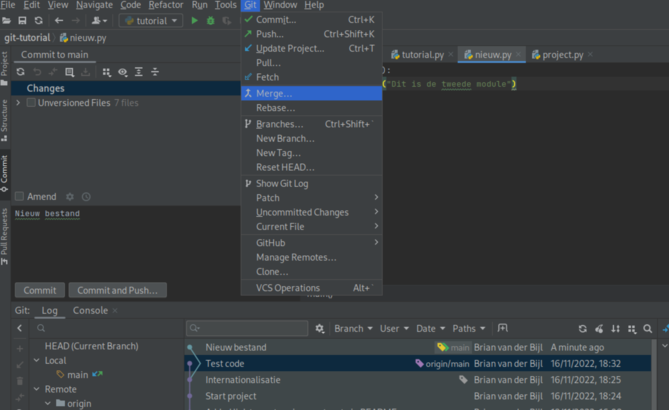 File Edit View Navigate Code Refactor Run Tools Git Window Help
tutorial
git-tutorial nieuw.py
Commit to main
tutorial.py nieuw.py project.py
Project
Structure
Commit
Pull Requests
Changes
Unversioned Files 7 files
Amend
Nieuw bestand
Commit Commit and Push...
Commit... Ctrl+K
Push... Ctrl+Shift+K
Update Project... Ctrl+T
Pull...
Fetch
Merge...
Rebase...
Branches... Ctrl+Shift+`
New Branch...
New Tag...
Reset HEAD...
Show Git Log
Patch
Uncommitted Changes
Current File
GitHub
Manage Remotes...
Clone...
VCS Operations Alt+`
):
("Dit is de tweede module")
Git: Log Console
Branch User Date Paths
HEAD (Current Branch)
Local
main
Remote
origin
Nieuw bestand main Brian van der Bijl A minute ago
Test code origin/main Brian van der Bijl 16/11/2022, 18:32
Internationalisatie Brian van der Bijl 16/11/2022, 18:25
Start project Brian van der Bijl 16/11/2022, 18:24